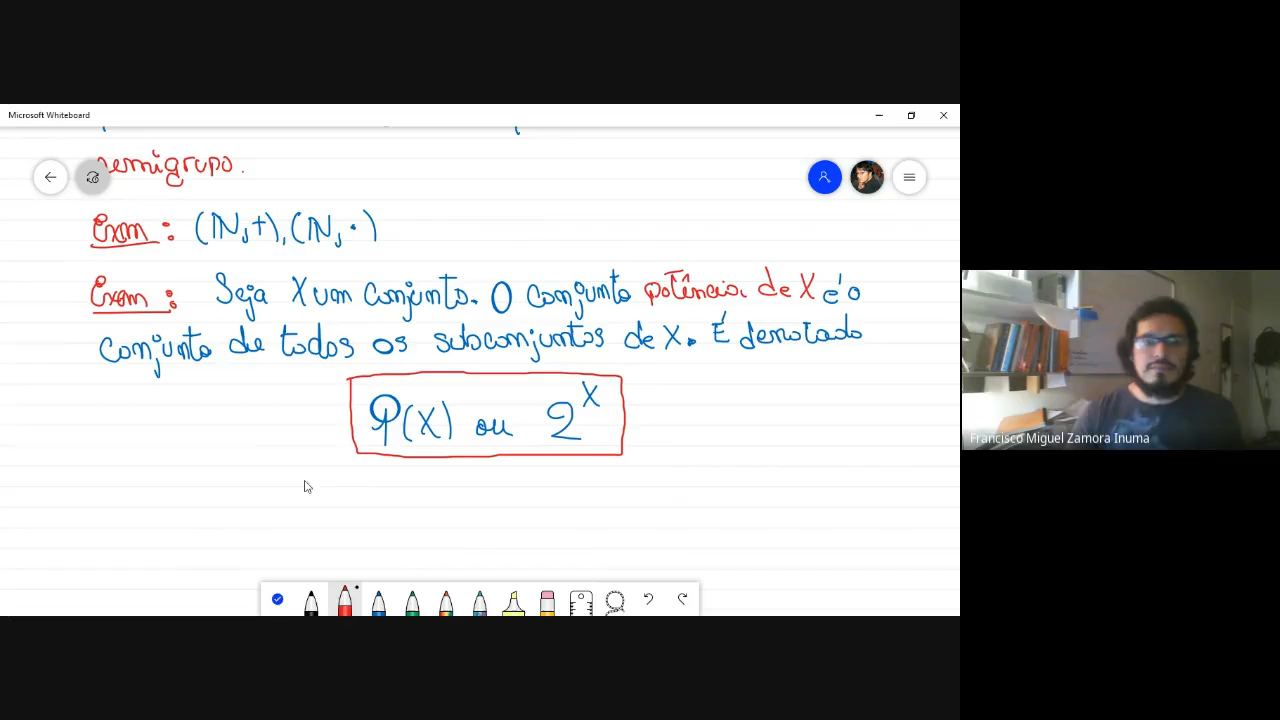 Microsoft Whiteboard
semigrupo.
Exem: (ℕ,+),(ℕ,·)
Exem: Seja X um conjunto. O conjunto potência de X é o
conjunto de todos os subconjuntos de X. É denotado
P(X) ou 2^X
Francisco Miguel Zamora Inuma